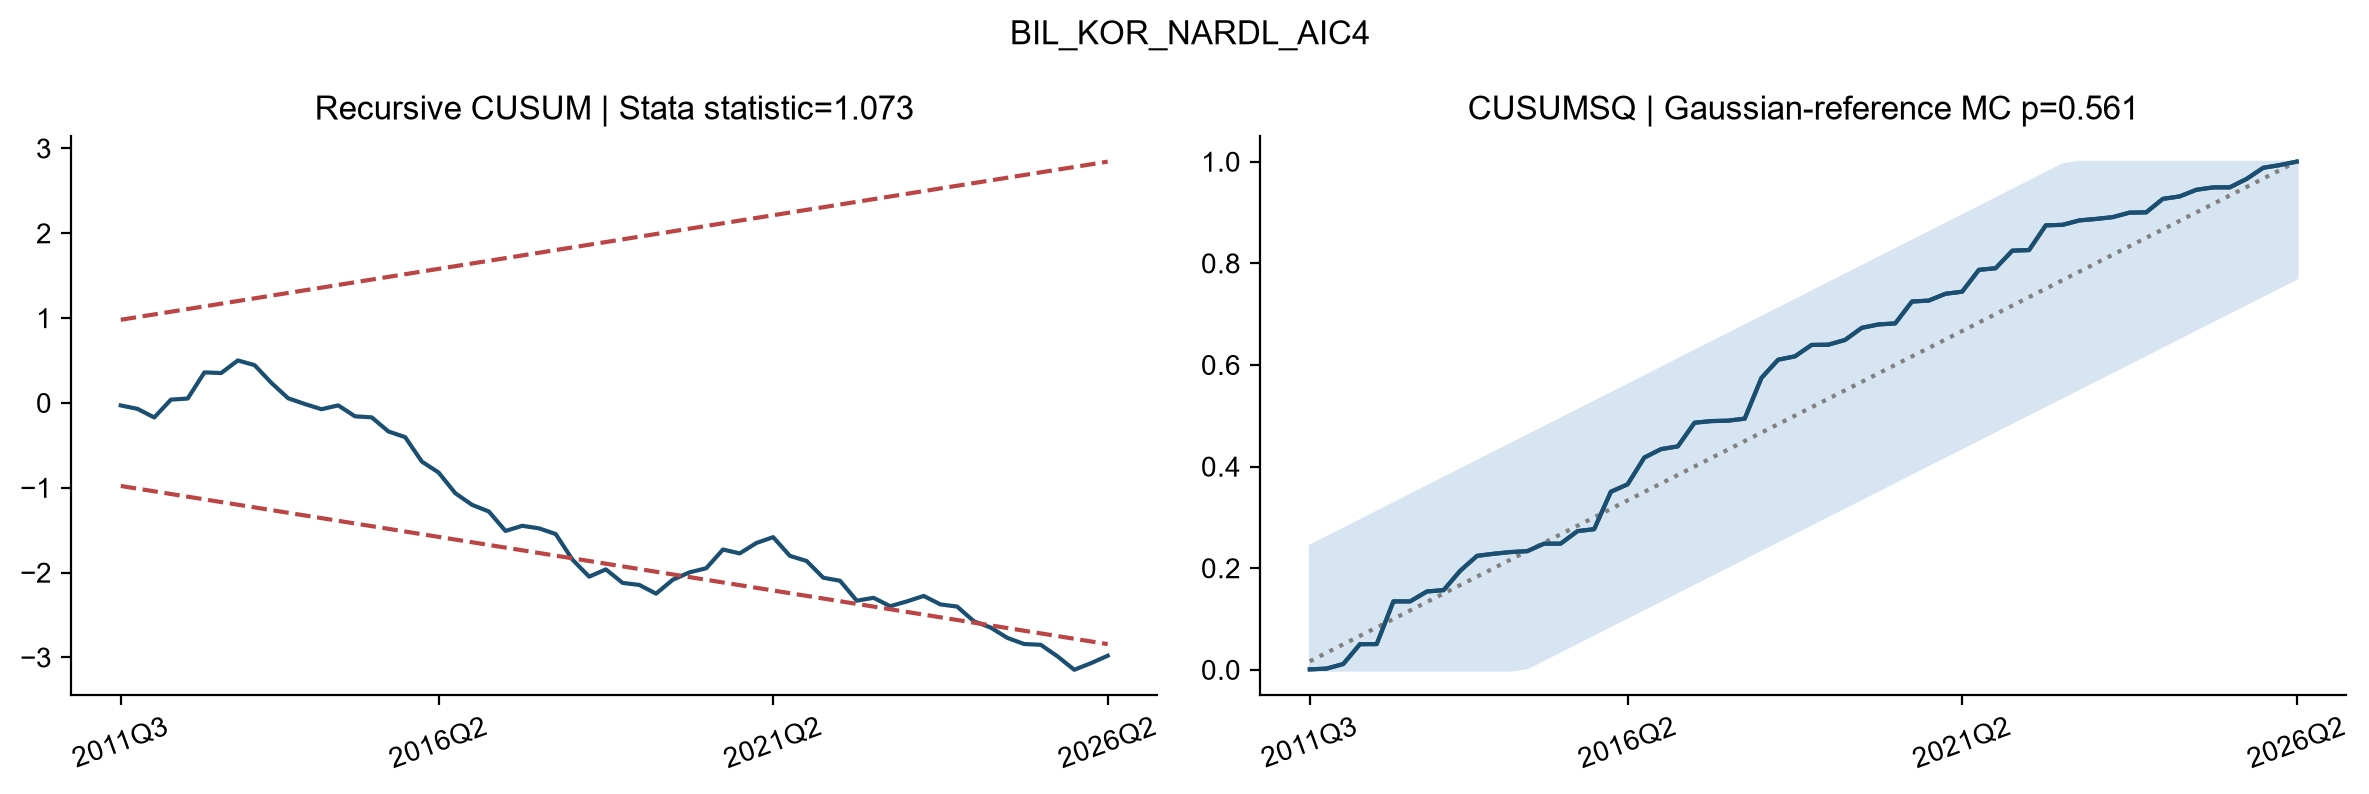 BIL_KOR_NARDL_AIC4
Recursive CUSUM | Stata statistic=1.073
3
2
1
0
−1
−2
−3
2011Q3
2016Q2
2021Q2
2026Q2
CUSUMSQ | Gaussian-reference MC p=0.561
1.0
0.8
0.6
0.4
0.2
0.0
2011Q3
2016Q2
2021Q2
2026Q2